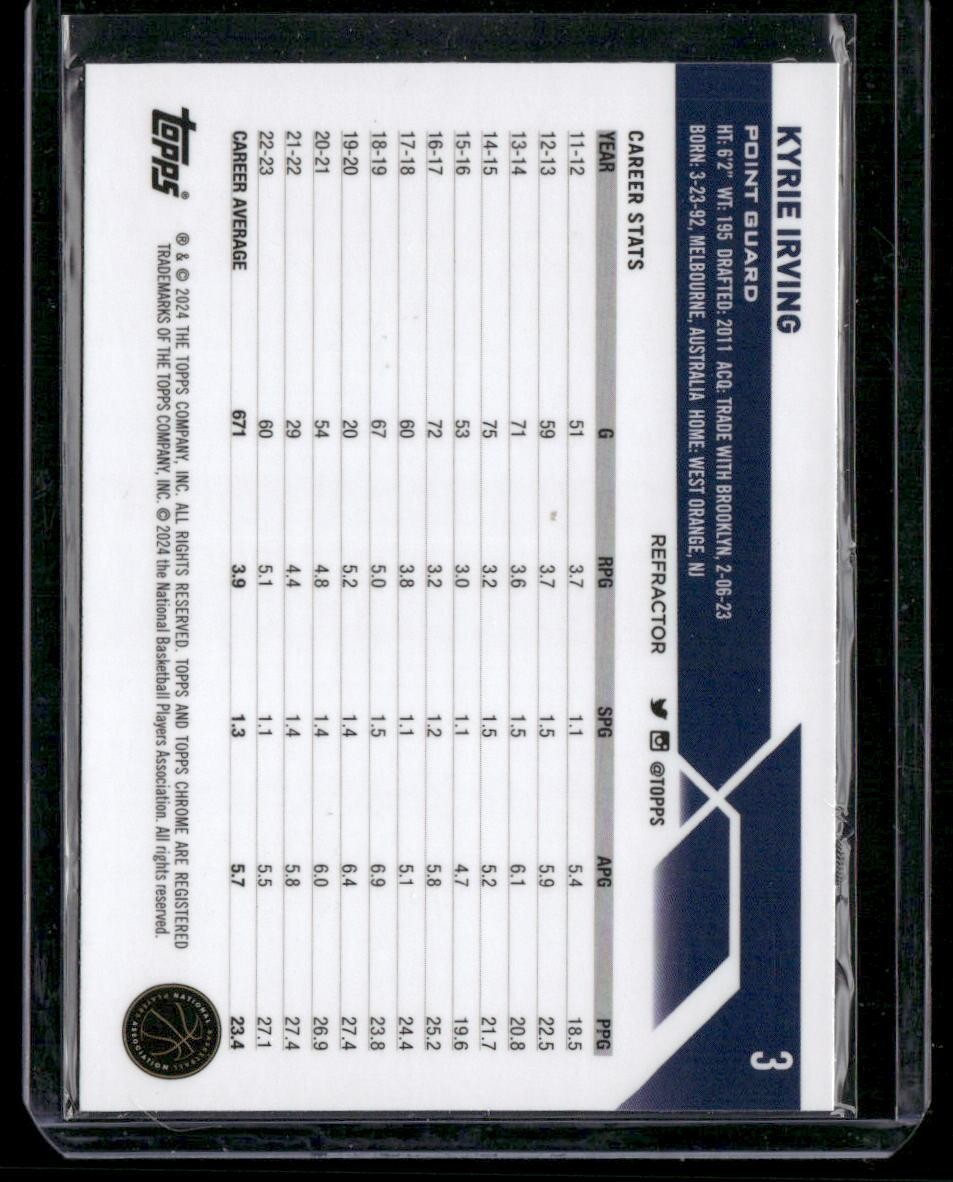 KYRIE IRVING
3
POINT GUARD
HT: 6'2" WT: 195 DRAFTED: 2011 ACQ: TRADE WITH BROOKLYN, 2-06-23
BORN: 3-23-92, MELBOURNE, AUSTRALIA HOME: WEST ORANGE, NJ
REFRACTOR @TOPPS
CAREER STATS
YEAR G RPG SPG APG PPG
11-12 51 3.7 1.1 5.4 18.5
12-13 59 3.7 1.5 5.9 22.5
13-14 71 3.6 1.5 6.1 20.8
14-15 75 3.2 1.5 5.2 21.7
15-16 53 3.0 1.1 4.7 19.6
16-17 72 3.2 1.2 5.8 25.2
17-18 60 3.8 1.1 5.1 24.4
18-19 67 5.0 1.5 6.9 23.8
19-20 20 5.2 1.4 6.4 27.4
20-21 54 4.8 1.4 6.0 26.9
21-22 29 4.4 1.4 5.8 27.4
22-23 60 5.1 1.1 5.5 27.1
CAREER AVERAGE 671 3.9 1.3 5.7 23.4
topps®
® & © 2024 THE TOPPS COMPANY, INC. ALL RIGHTS RESERVED. TOPPS AND TOPPS CHROME ARE REGISTERED
TRADEMARKS OF THE TOPPS COMPANY, INC. © 2024 the National Basketball Players Association. All rights reserved.
NATIONAL BASKETBALL PLAYERS ASSOCIATION